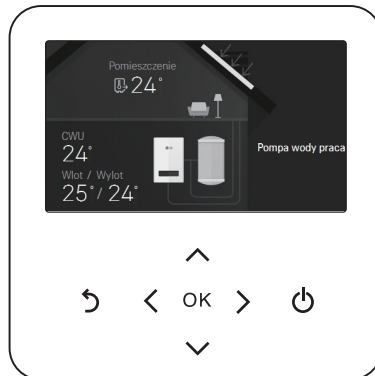 Pomieszczenie
24°
CWU
24°
Wlot / Wylot
25°/ 24°
Pompa wody praca
OK